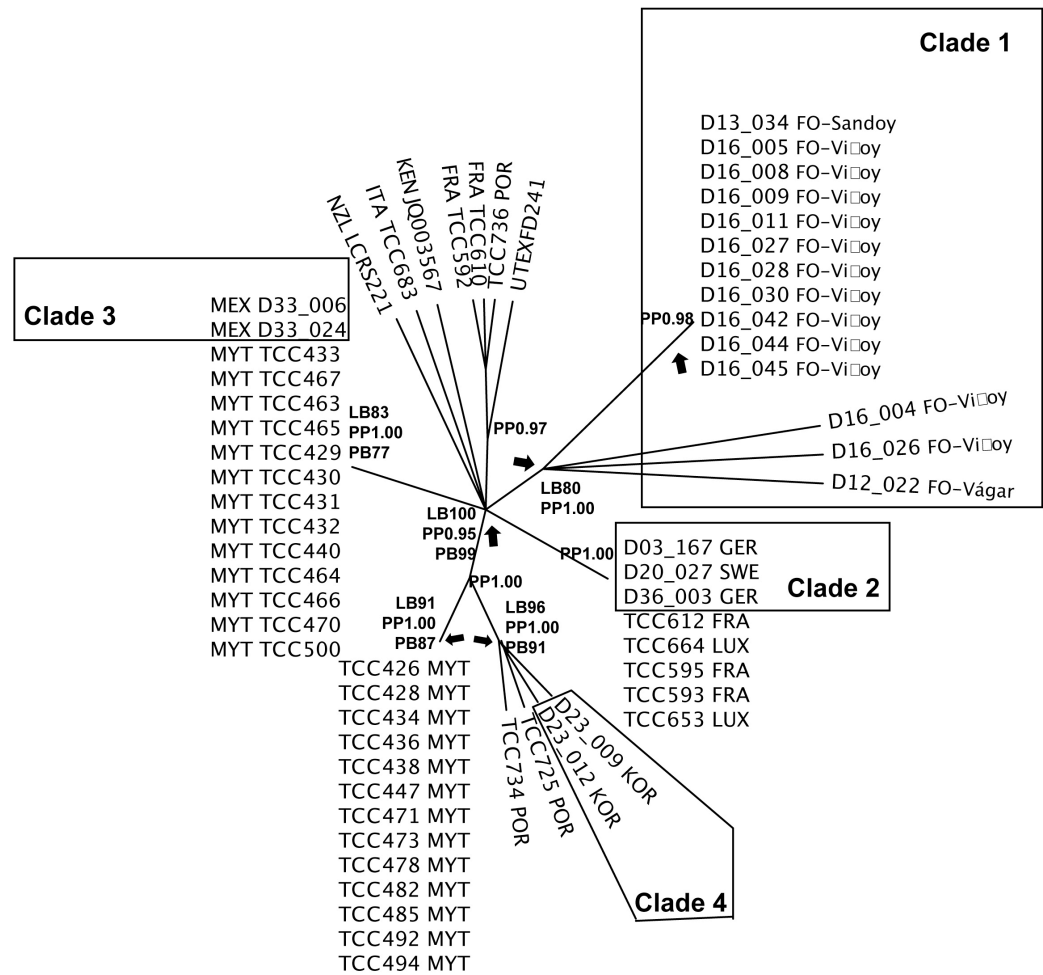 Clade 1
D13_034 FO-Sandoy
D16_005 FO-Vi□oy
D16_008 FO-Vi□oy
D16_009 FO-Vi□oy
D16_011 FO-Vi□oy
D16_027 FO-Vi□oy
D16_028 FO-Vi□oy
D16_030 FO-Vi□oy
D16_042 FO-Vi□oy
D16_044 FO-Vi□oy
D16_045 FO-Vi□oy
PP0.98
D16_004 FO-Vi□oy
D16_026 FO-Vi□oy
D12_022 FO-Vágar
NZL LCRS221
ITA TCC683
KEN JQ003567
FRA TCC592
FRA TCC610
TCC736 POR
UTEXFD241
PP0.97
LB80
PP1.00
Clade 3
MEX D33_006
MEX D33_024
MYT TCC433
MYT TCC467
MYT TCC463
MYT TCC465
MYT TCC429
MYT TCC430
MYT TCC431
MYT TCC432
MYT TCC440
MYT TCC464
MYT TCC466
MYT TCC470
MYT TCC500
LB83
PP1.00
PB77
LB100
PP0.95
PB99
PP1.00
D03_167 GER
D20_027 SWE
D36_003 GER
Clade 2
TCC612 FRA
TCC664 LUX
TCC595 FRA
TCC593 FRA
TCC653 LUX
PP1.00
LB91
PP1.00
PB87
LB96
PP1.00
PB91
TCC426 MYT
TCC428 MYT
TCC434 MYT
TCC436 MYT
TCC438 MYT
TCC447 MYT
TCC471 MYT
TCC473 MYT
TCC478 MYT
TCC482 MYT
TCC485 MYT
TCC492 MYT
TCC494 MYT
TCC734 POR
TCC725 POR
D23_012 KOR
D23_009 KOR
Clade 4